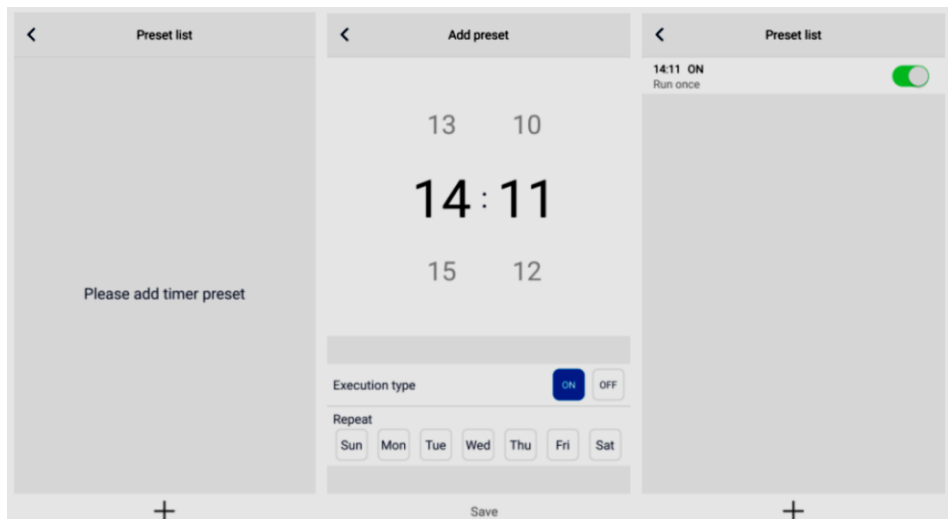 Preset list
Please add timer preset
Add preset
13 10
14 : 11
15 12
Execution type ON OFF
Repeat
Sun Mon Tue Wed Thu Fri Sat
Save
Preset list
14:11 ON
Run once